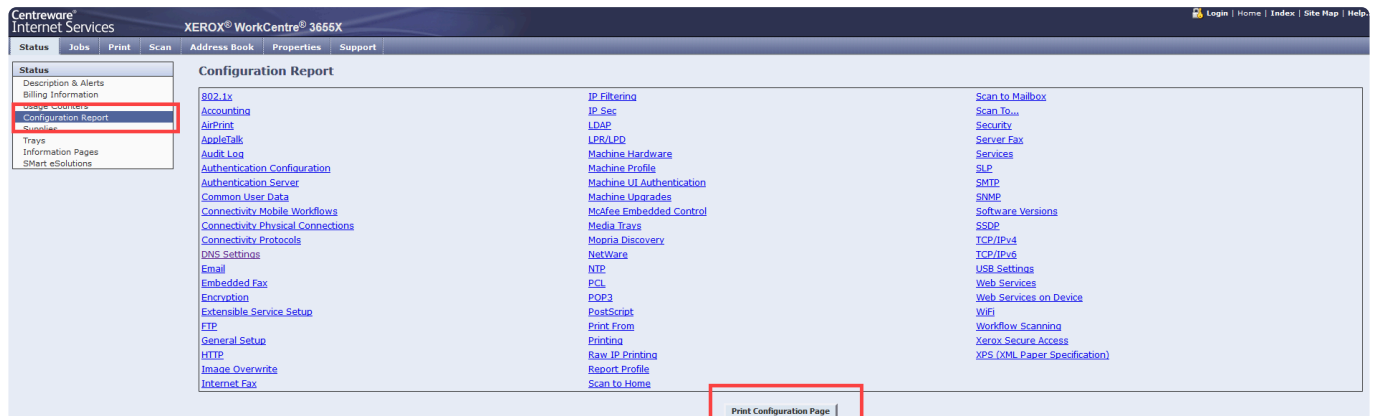 Centreware®
Internet Services
XEROX® WorkCentre® 3655X
Login | Home | Index | Site Map | Help
Status Jobs Print Scan Address Book Properties Support
Status
Description & Alerts
Billing Information
Usage Counters
Configuration Report
Supplies
Trays
Information Pages
SMart eSolutions
Configuration Report
802.1x
Accounting
AirPrint
AppleTalk
Audit Log
Authentication Configuration
Authentication Server
Common User Data
Connectivity Mobile Workflows
Connectivity Physical Connections
Connectivity Protocols
DNS Settings
Email
Embedded Fax
Encryption
Extensible Service Setup
FTP
General Setup
HTTP
Image Overwrite
Internet Fax
IP Filtering
IP Sec
LDAP
LPR/LPD
Machine Hardware
Machine Profile
Machine UI Authentication
Machine Upgrades
McAfee Embedded Control
Media Trays
Mopria Discovery
NetWare
NTP
PCL
POP3
PostScript
Print From
Printing
Raw IP Printing
Report Profile
Scan to Home
Scan to Mailbox
Scan To...
Security
Server Fax
Services
SLP
SMTP
SNMP
Software Versions
SSDP
TCP/IPv4
TCP/IPv6
USB Settings
Web Services
Web Services on Device
WiFi
Workflow Scanning
Xerox Secure Access
XPS (XML Paper Specification)
Print Configuration Page